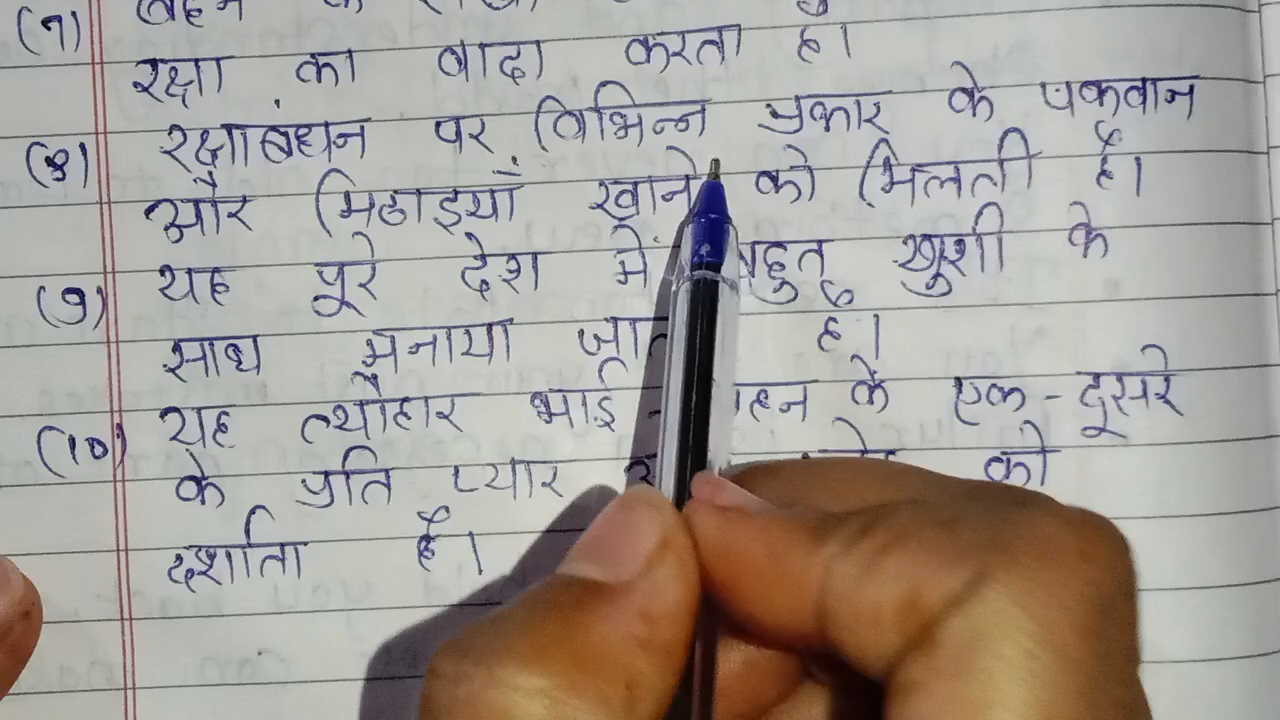 (7)
रक्षा का वादा करता है।
(8) रक्षाबंधन पर विभिन्न प्रकार के पकवान
और मिठाइयाँ खाने को मिलती है।
(9) यह पूरे देश में बहुत खुशी के
साथ मनाया है।
(10) यह त्यौहार भाई - के एक-दूसरे
के प्रति प्यार को
दर्शाता है।